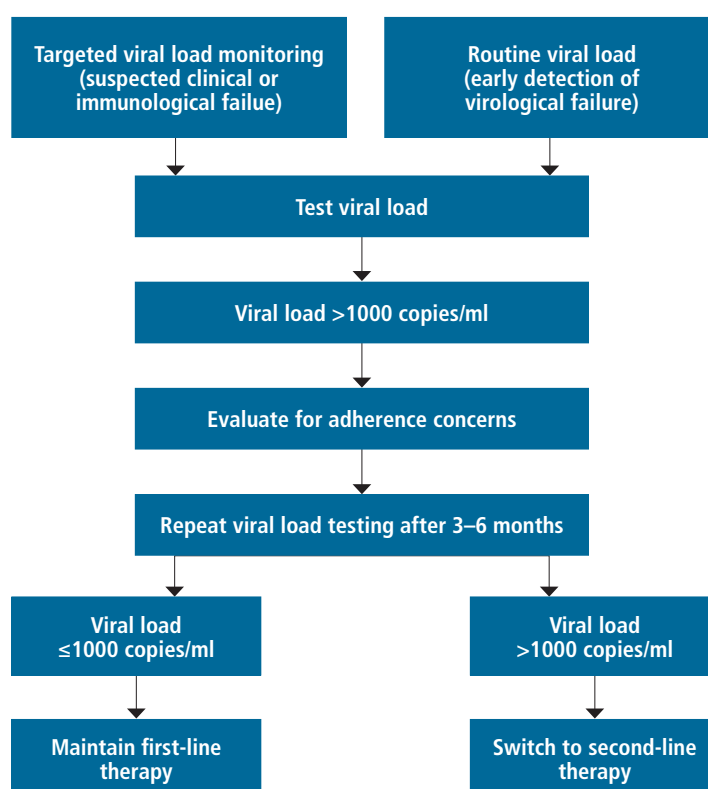 Targeted viral load monitoring
(suspected clinical or
immunological failue)
Routine viral load
(early detection of
virological failure)
Test viral load
Viral load >1000 copies/ml
Evaluate for adherence concerns
Repeat viral load testing after 3–6 months
Viral load
≤1000 copies/ml
Viral load
>1000 copies/ml
Maintain first-line
therapy
Switch to second-line
therapy